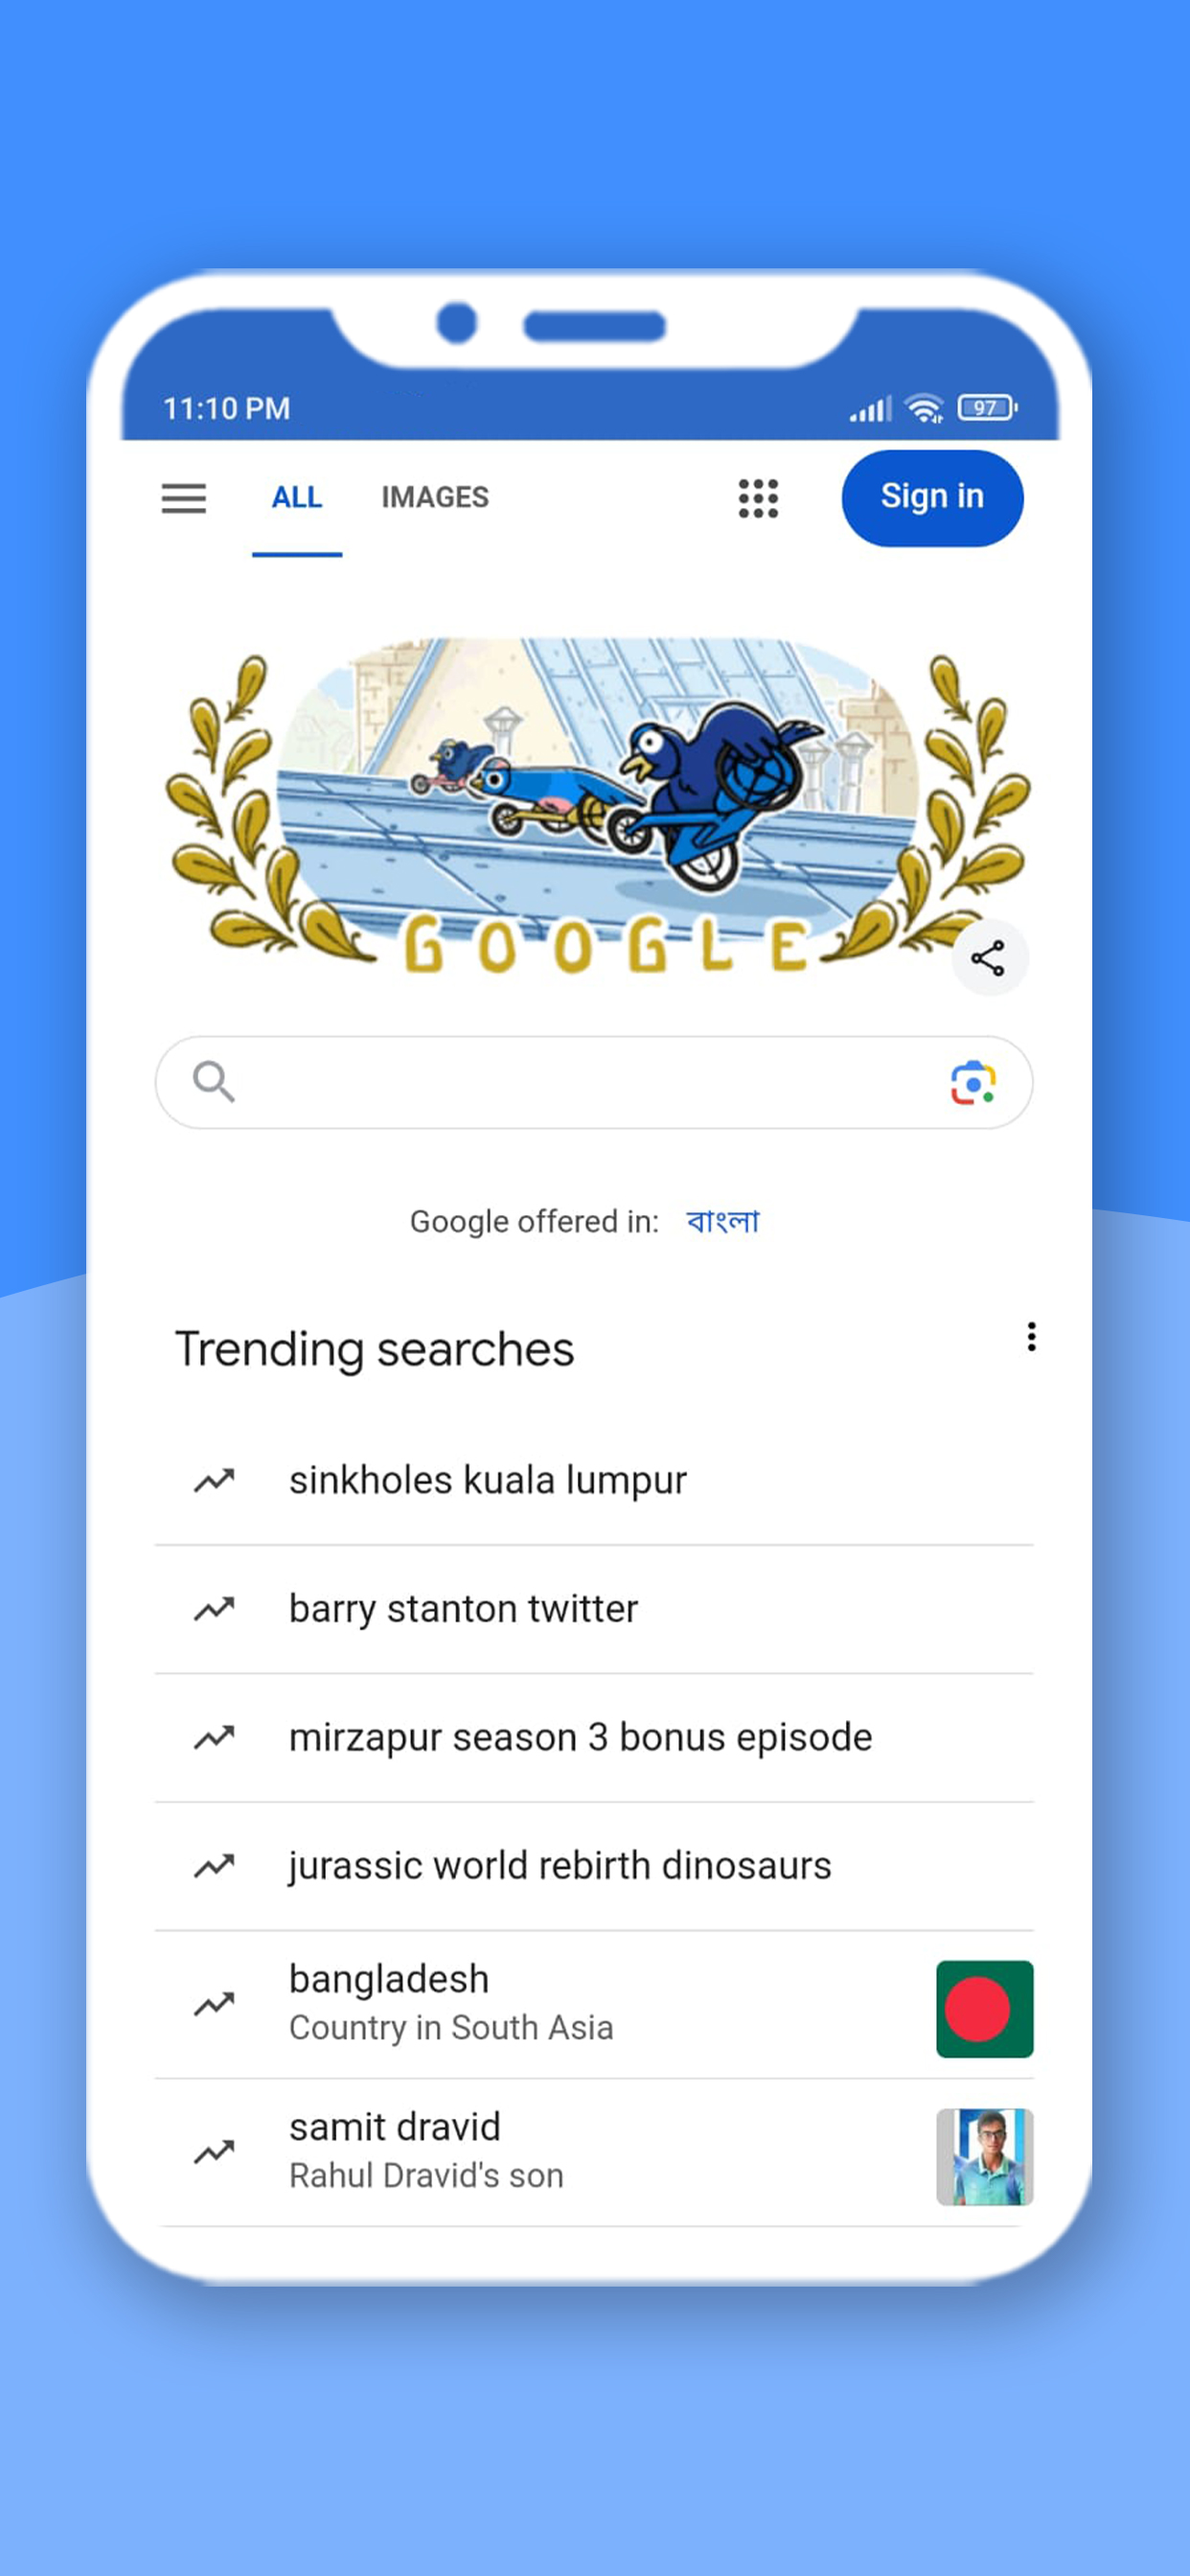 11:10 PM
97
ALL IMAGES Sign in
GOOGLE
Google offered in: বাংলা
Trending searches
sinkholes kuala lumpur
barry stanton twitter
mirzapur season 3 bonus episode
jurassic world rebirth dinosaurs
bangladesh
Country in South Asia
samit dravid
Rahul Dravid's son